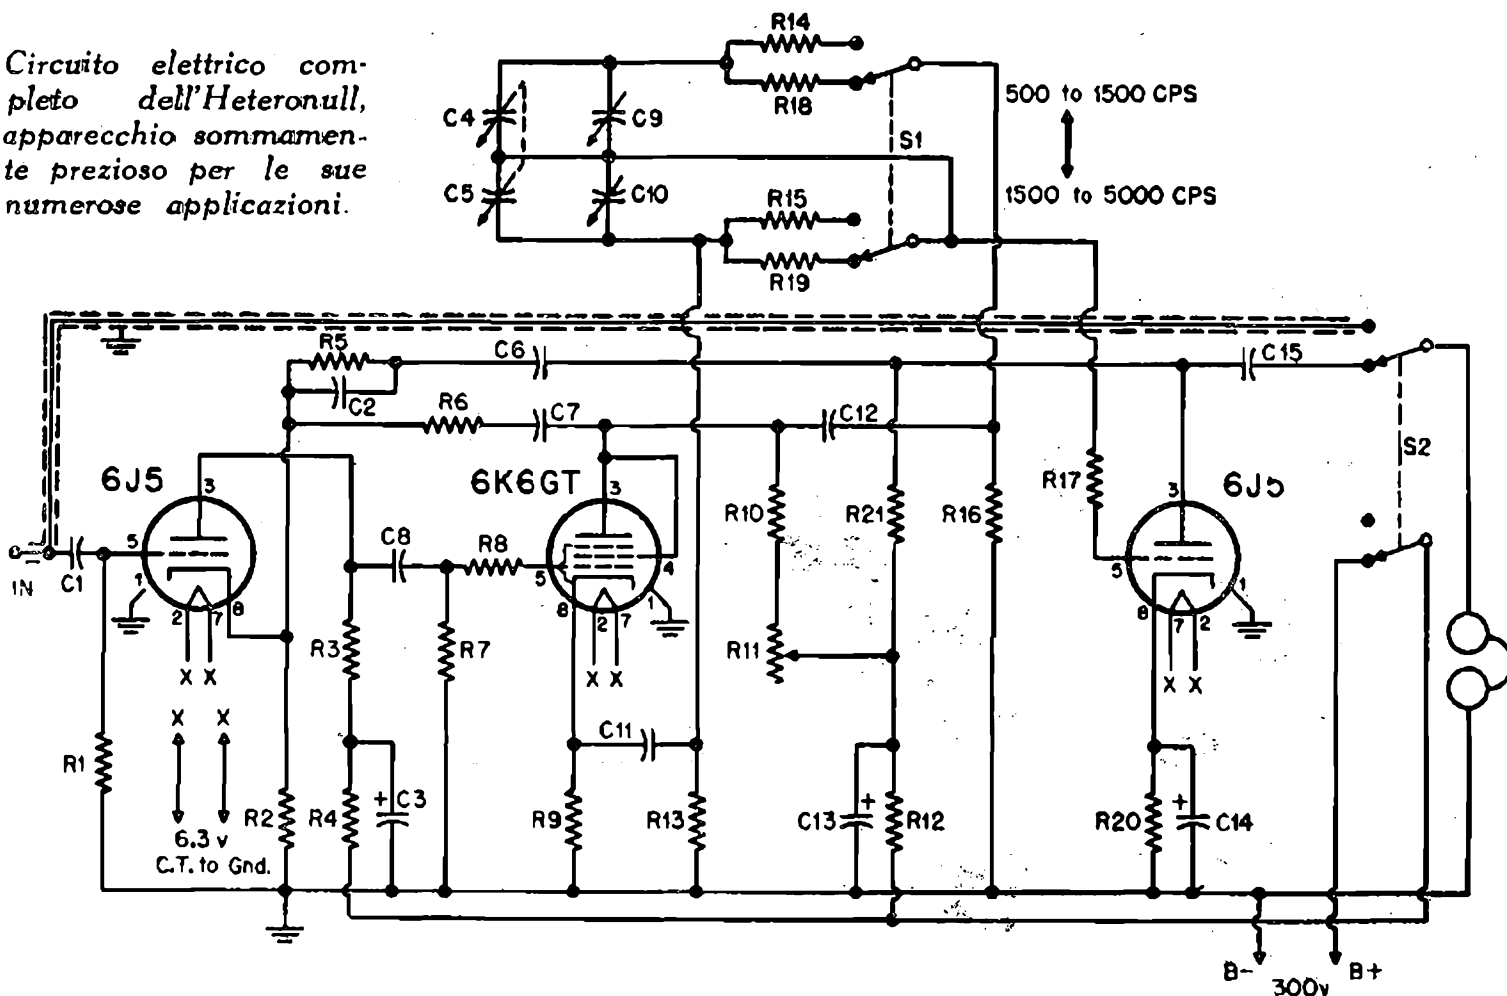 Circuito elettrico com-
pleto dell'Heteronull,
apparecchio sommamen-
te prezioso per le sue
numerose applicazioni.
R14
R18
C4
C9
S1
500 to 1500 CPS
C5
C10
R15
1500 to 5000 CPS
R19
R5
C6
C15
C2
R6
C7
C12
S2
6J5
3
6K6GT
3
R17
6J5
3
R10
R21
R16
5
C8
R8
5
4
5
IN
C1
1
2
7
8
8
2
7
1
8
7
2
1
R3
R7
R11
X X
X X
X X
X X
C11
R1
6.3 v
C.T. to Gnd.
R2
R4
+
C3
R9
R13
C13
+
R12
R20
+
C14
B-
300v
B+